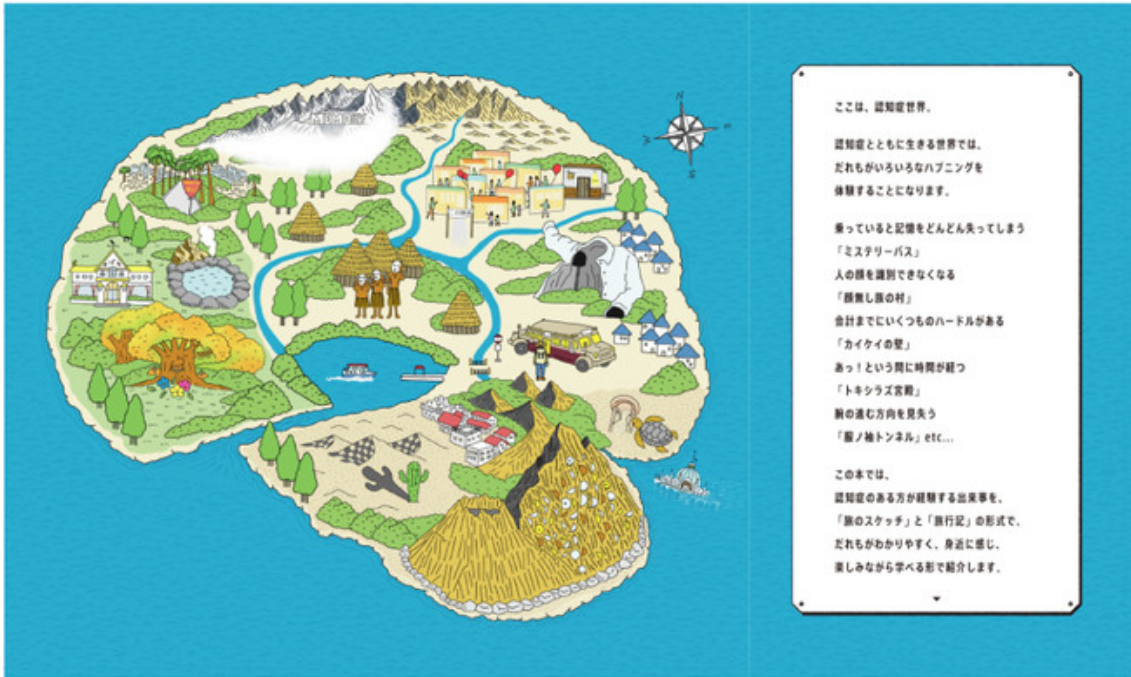 N
E
S
W
ここは、認知症世界。
認知症とともに生きる世界では、
だれもがいろいろなハプニングを
体験することになります。
乗っていると記憶をどんどん失ってしまう
「ミステリーバス」
人の顔を識別できなくなる
「顔無し族の村」
会計までにいくつものハードルがある
「カイケイの壁」
あっ!という間に時間が経つ
「トキシラズ宮殿」
腕の進む方向を見失う
「服ノ袖トンネル」etc...
この本では、
認知症のある方が経験する出来事を、
「旅のスケッチ」と「旅行記」の形式で、
だれもがわかりやすく、身近に感じ、
楽しみながら学べる形で紹介します。